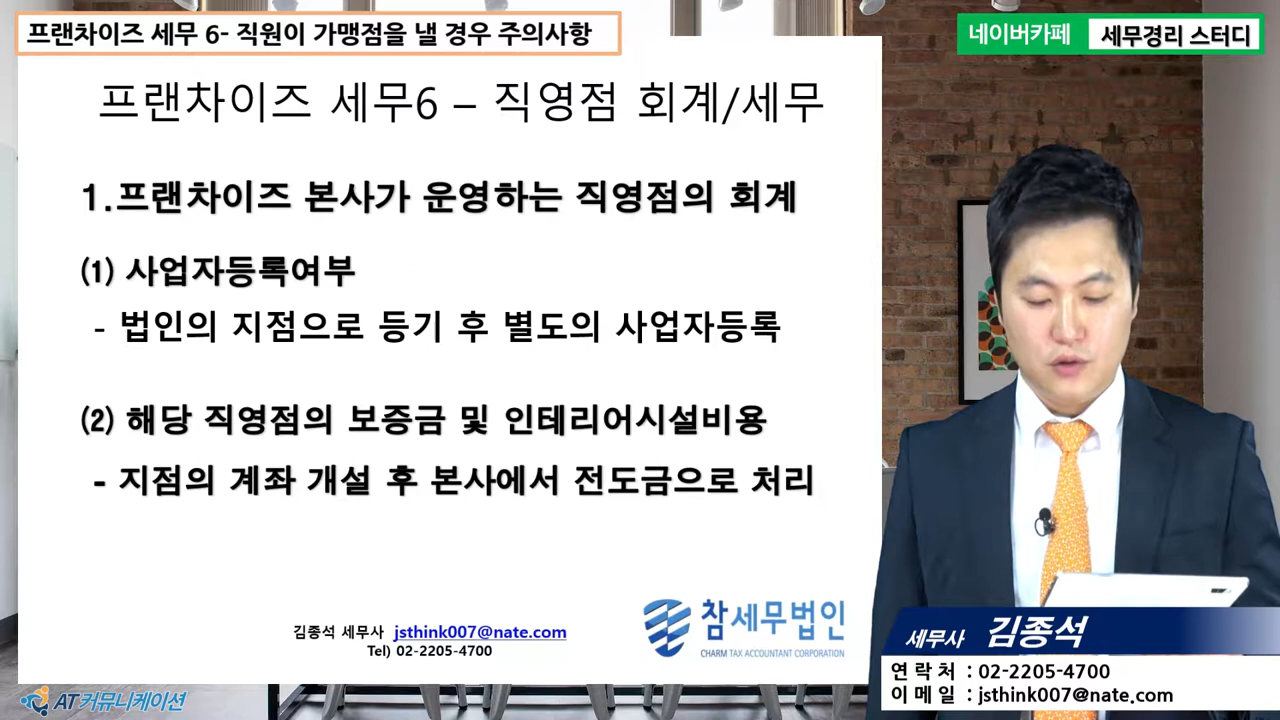 프랜차이즈 세무 6- 직원이 가맹점을 낼 경우 주의사항
네이버카페 세무경리 스터디
프랜차이즈 세무6 – 직영점 회계/세무
1.프랜차이즈 본사가 운영하는 직영점의 회계
⑴ 사업자등록여부
- 법인의 지점으로 등기 후 별도의 사업자등록
⑵ 해당 직영점의 보증금 및 인테리어시설비용
- 지점의 계좌 개설 후 본사에서 전도금으로 처리
김종석 세무사 jsthink007@nate.com
Tel) 02-2205-4700
참세무법인
CHARM TAX ACCOUNTANT CORPORATION
세무사 김종석
연락처 : 02-2205-4700
이메일 : jsthink007@nate.com
AT커뮤니케이션